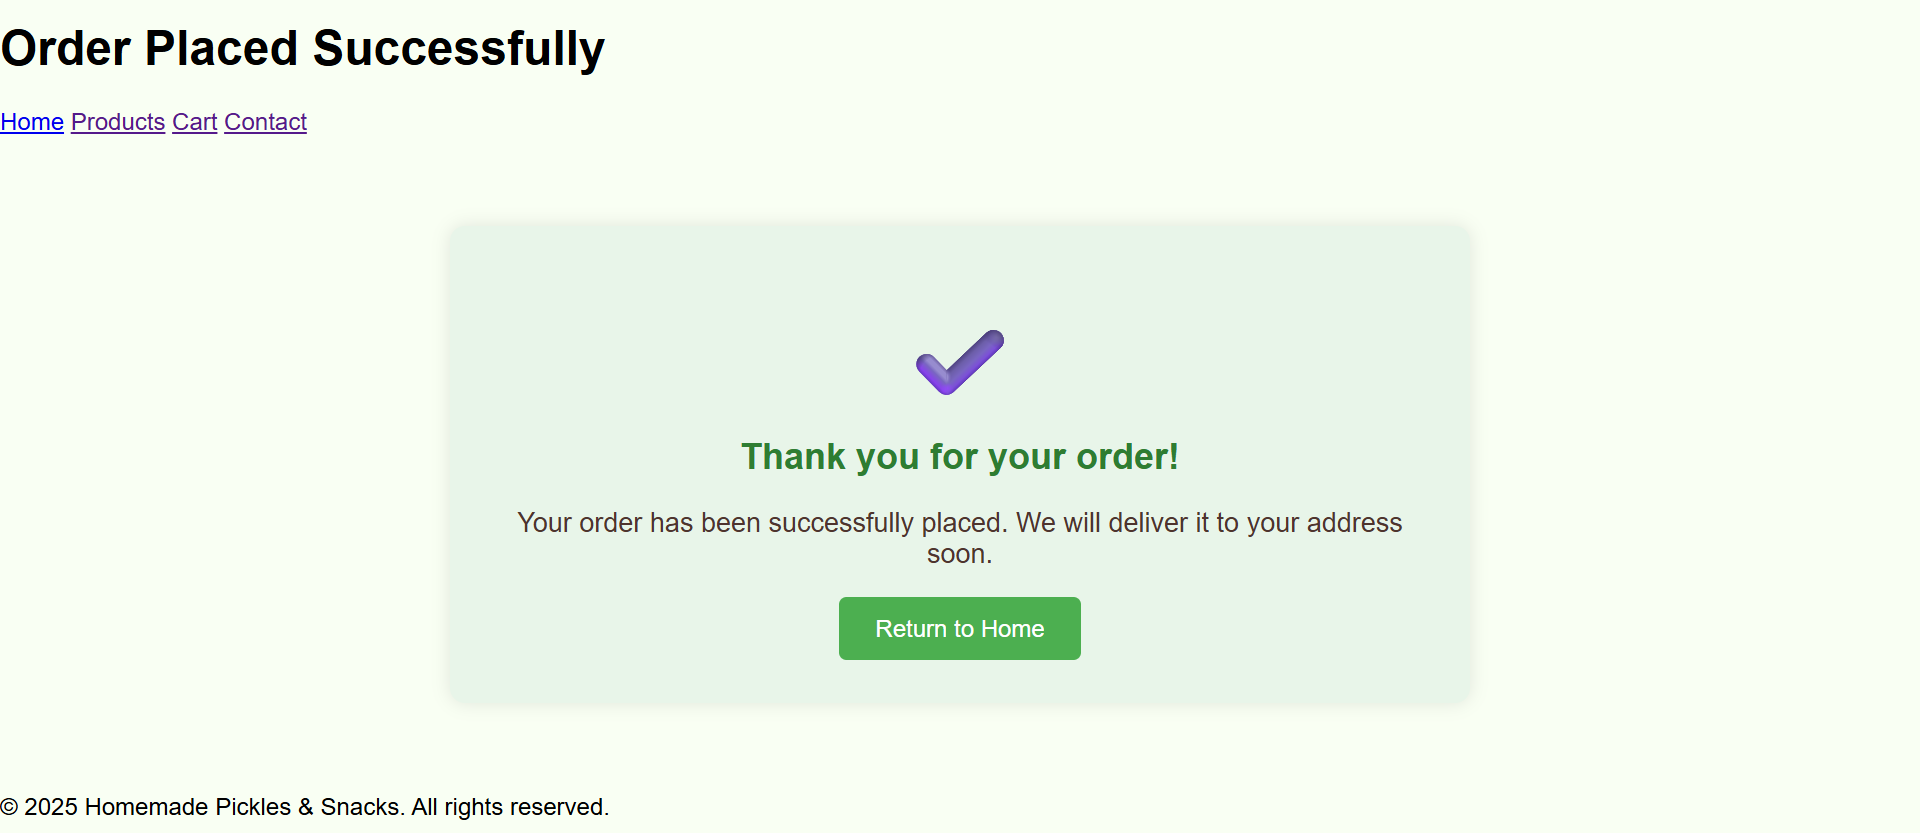 Order Placed Successfully
Home Products Cart Contact
Thank you for your order!
Your order has been successfully placed. We will deliver it to your address
soon.
Return to Home
© 2025 Homemade Pickles & Snacks. All rights reserved.